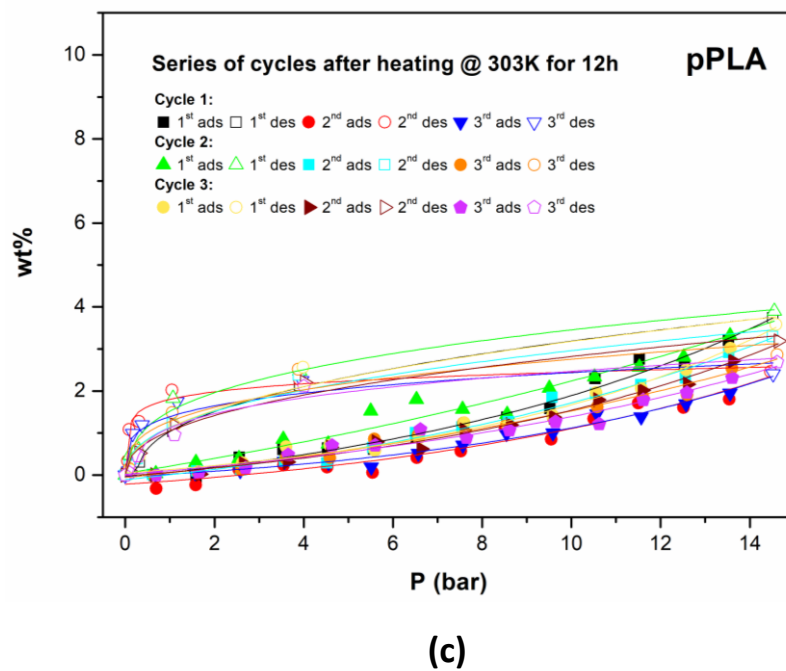 10
Series of cycles after heating @ 303K for 12h pPLA
Cycle 1:
1st ads 1st des 2nd ads 2nd des 3rd ads 3rd des
Cycle 2:
1st ads 1st des 2nd ads 2nd des 3rd ads 3rd des
Cycle 3:
1st ads 1st des 2nd ads 2nd des 3rd ads 3rd des
8
6
4
2
0
wt%
0 2 4 6 8 10 12 14
P (bar)
(c)